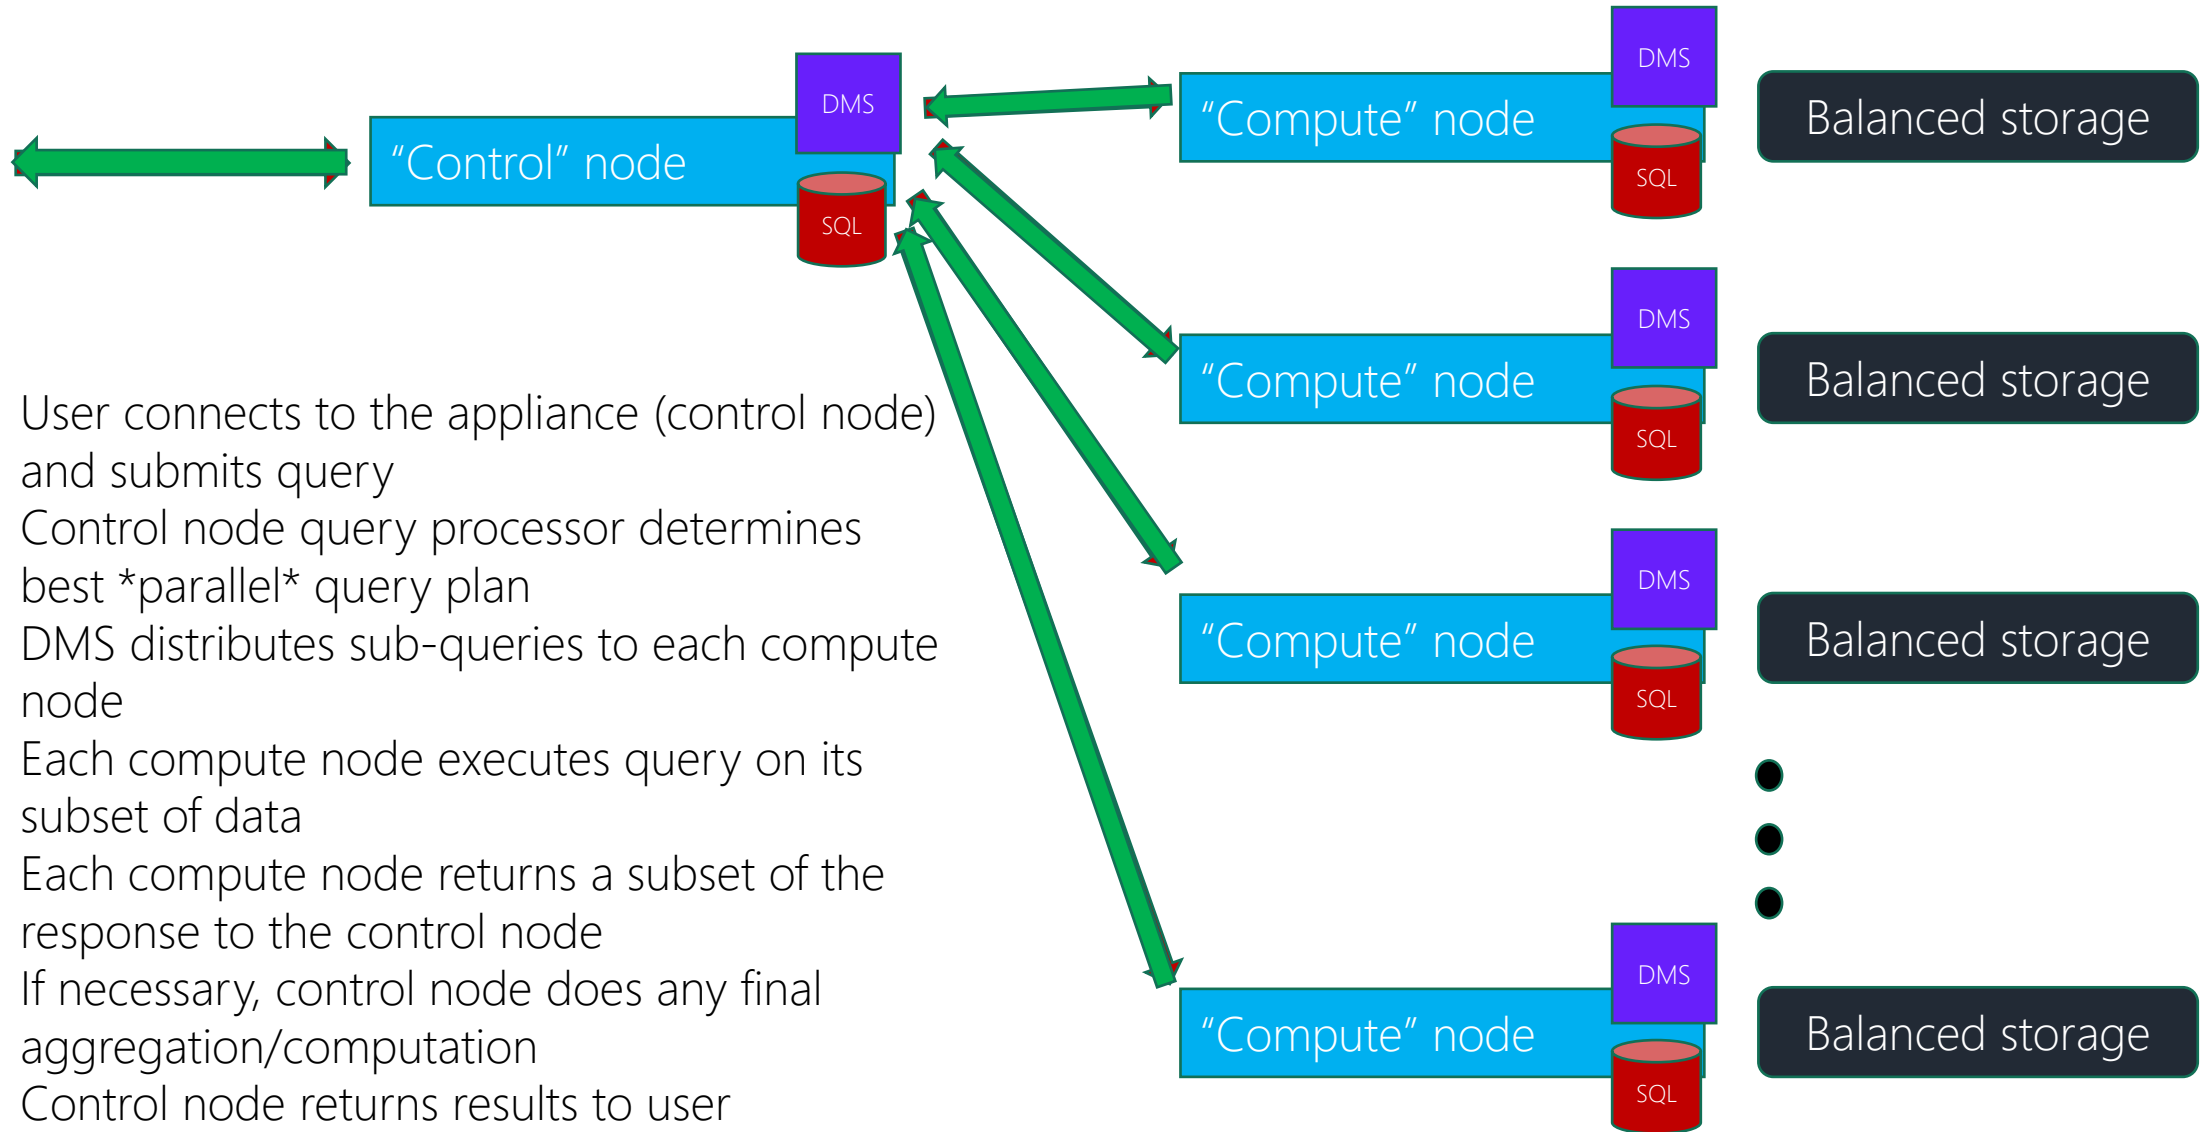 DMS
“Control” node
SQL
DMS
“Compute” node
SQL
Balanced storage
DMS
“Compute” node
SQL
Balanced storage
DMS
“Compute” node
SQL
Balanced storage
DMS
“Compute” node
SQL
Balanced storage
User connects to the appliance (control node)
and submits query
Control node query processor determines
best *parallel* query plan
DMS distributes sub-queries to each compute
node
Each compute node executes query on its
subset of data
Each compute node returns a subset of the
response to the control node
If necessary, control node does any final
aggregation/computation
Control node returns results to user